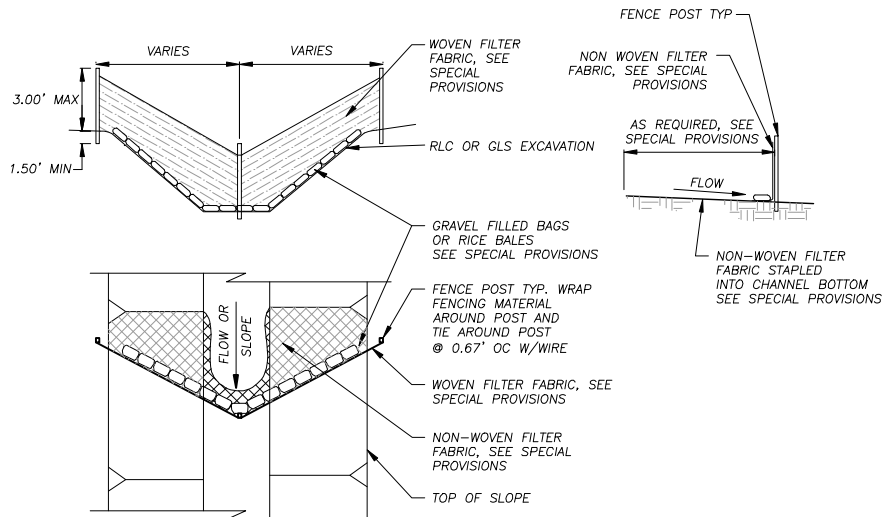 VARIES
VARIES
3.00' MAX
1.50' MIN
WOVEN FILTER
FABRIC, SEE
SPECIAL
PROVISIONS
RLC OR GLS EXCAVATION
GRAVEL FILLED BAGS
OR RICE BALES
SEE SPECIAL PROVISIONS
FLOW OR
SLOPE
FENCE POST TYP. WRAP
FENCING MATERIAL
AROUND POST AND
TIE AROUND POST
@ 0.67' OC W/WIRE
WOVEN FILTER FABRIC, SEE
SPECIAL PROVISIONS
NON-WOVEN FILTER
FABRIC, SEE SPECIAL
PROVISIONS
TOP OF SLOPE
FENCE POST TYP
NON WOVEN FILTER
FABRIC, SEE SPECIAL
PROVISIONS
AS REQUIRED, SEE
SPECIAL PROVISIONS
FLOW
NON-WOVEN FILTER
FABRIC STAPLED
INTO CHANNEL BOTTOM
SEE SPECIAL PROVISIONS